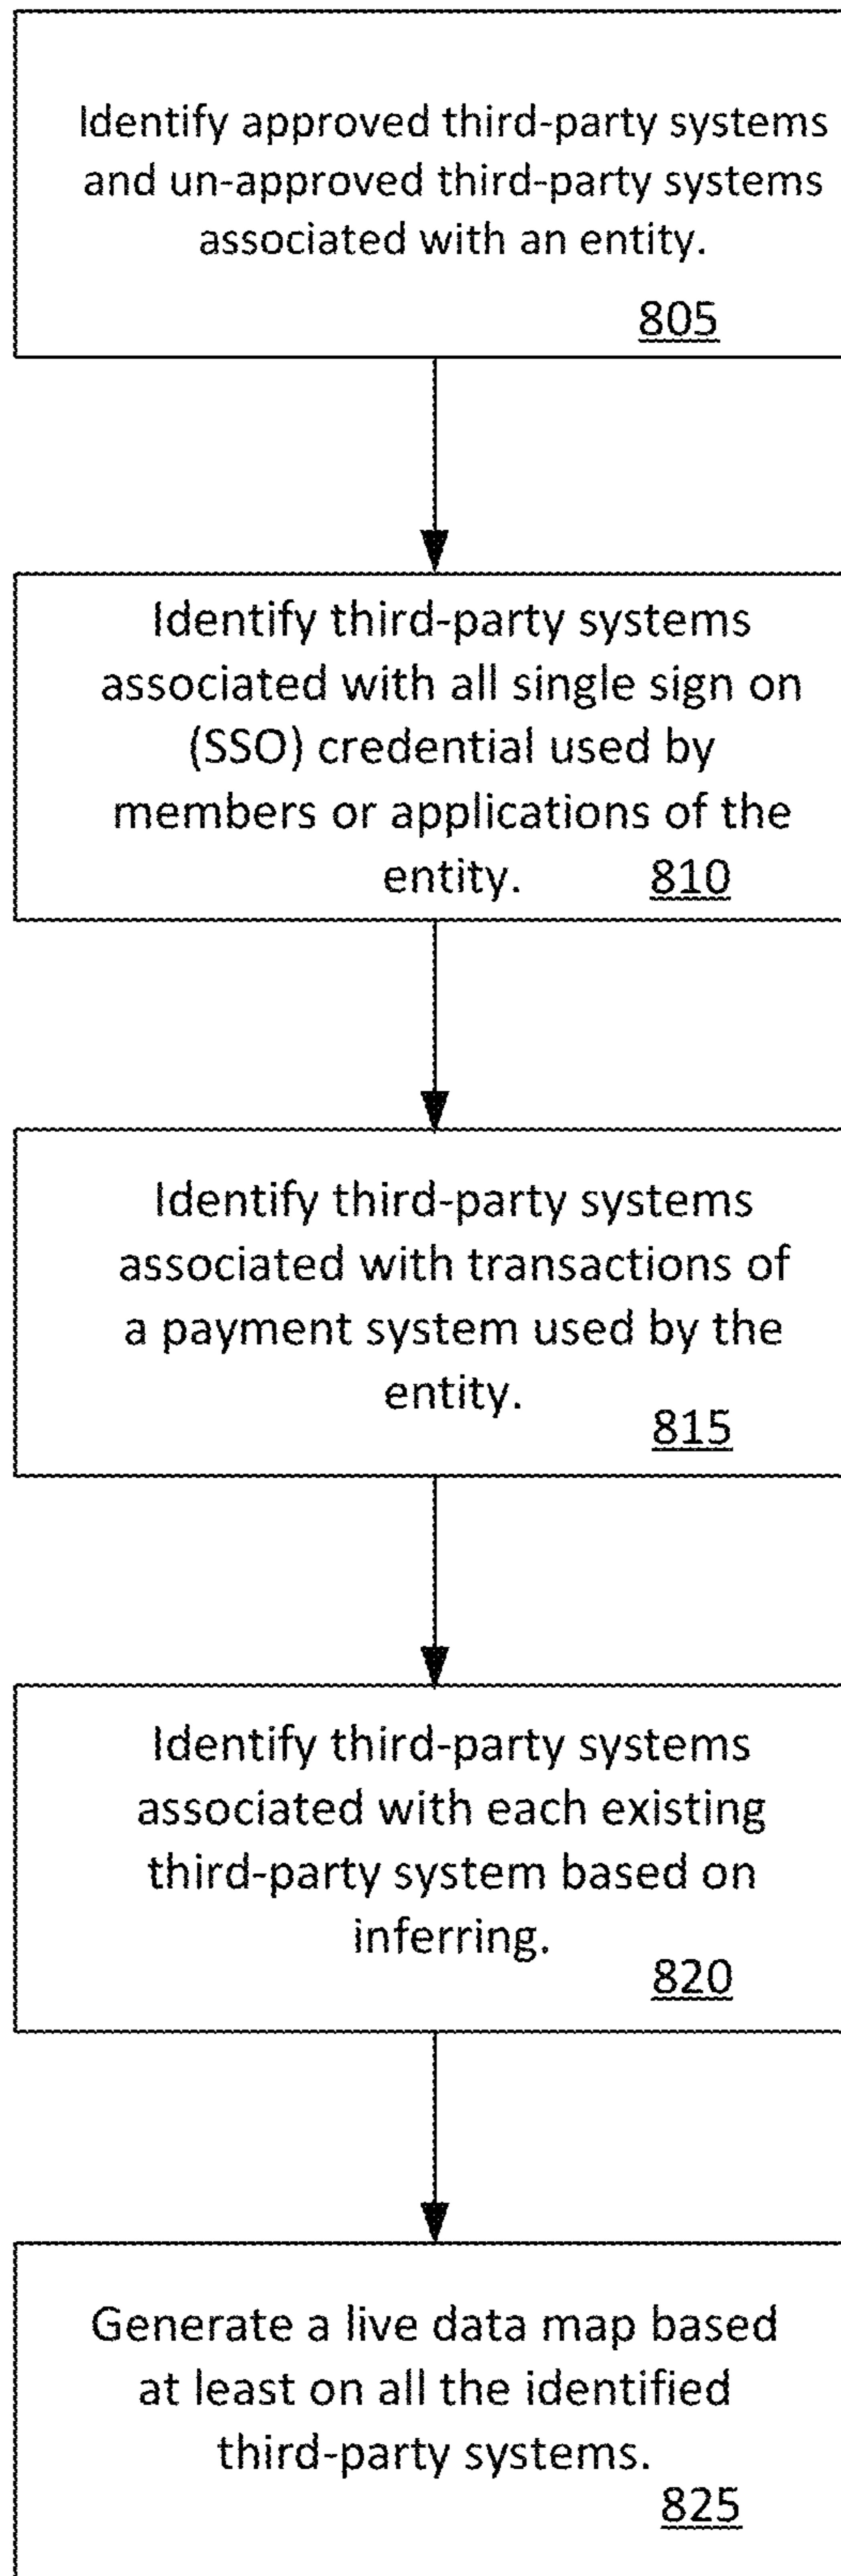 Identify approved third-party systems
and un-approved third-party systems
associated with an entity.
805
Identify third-party systems
associated with all single sign on
(SSO) credential used by
members or applications of the
entity. 810
Identify third-party systems
associated with transactions of
a payment system used by the
entity.
815
Identify third-party systems
associated with each existing
third-party system based on
inferring.
820
Generate a live data map based
at least on all the identified
third-party systems.
825